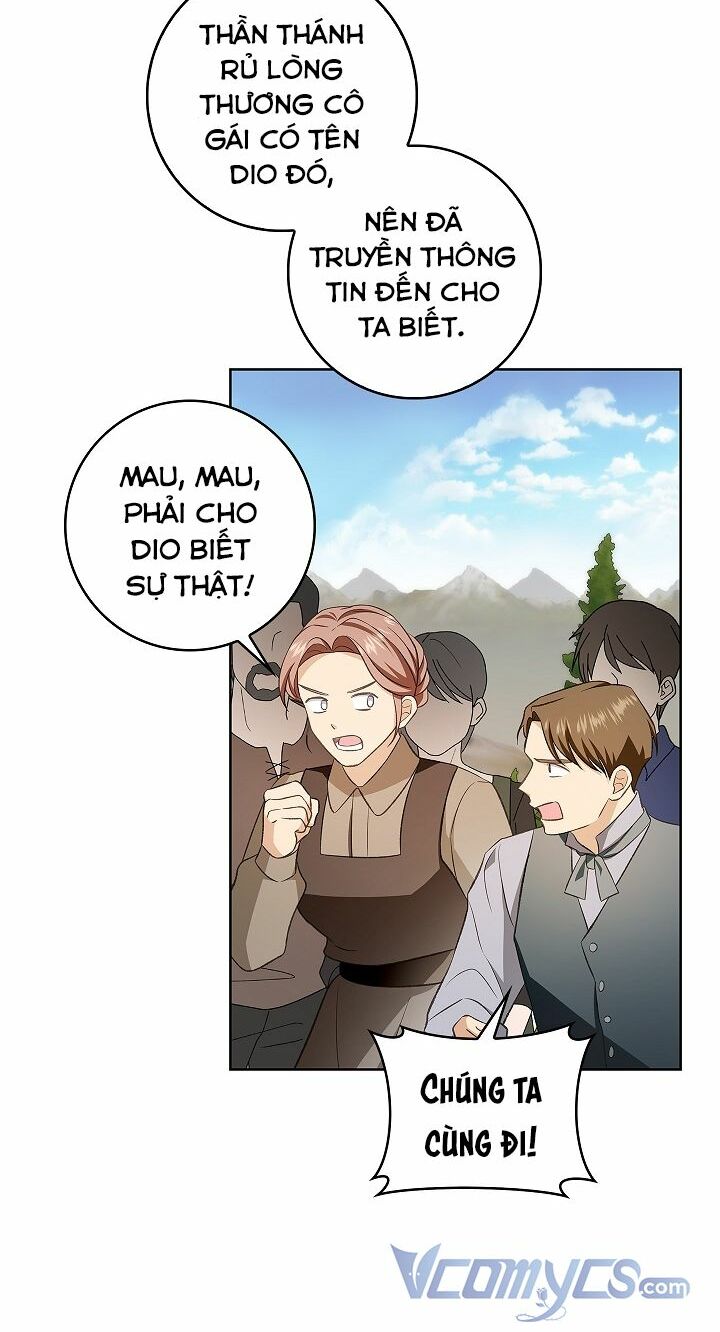 THẦN THÁNH
RỦ LÒNG
THƯƠNG CÔ
GÁI CÓ TÊN
DIO ĐÓ,
NÊN ĐÃ
TRUYỀN THÔNG
TIN ĐẾN CHO
TA BIẾT.
MAU, MAU,
PHẢI CHO
DIO BIẾT
SỰ THẬT!
CHÚNG TA
CÙNG ĐI!
VCOMYCS.com